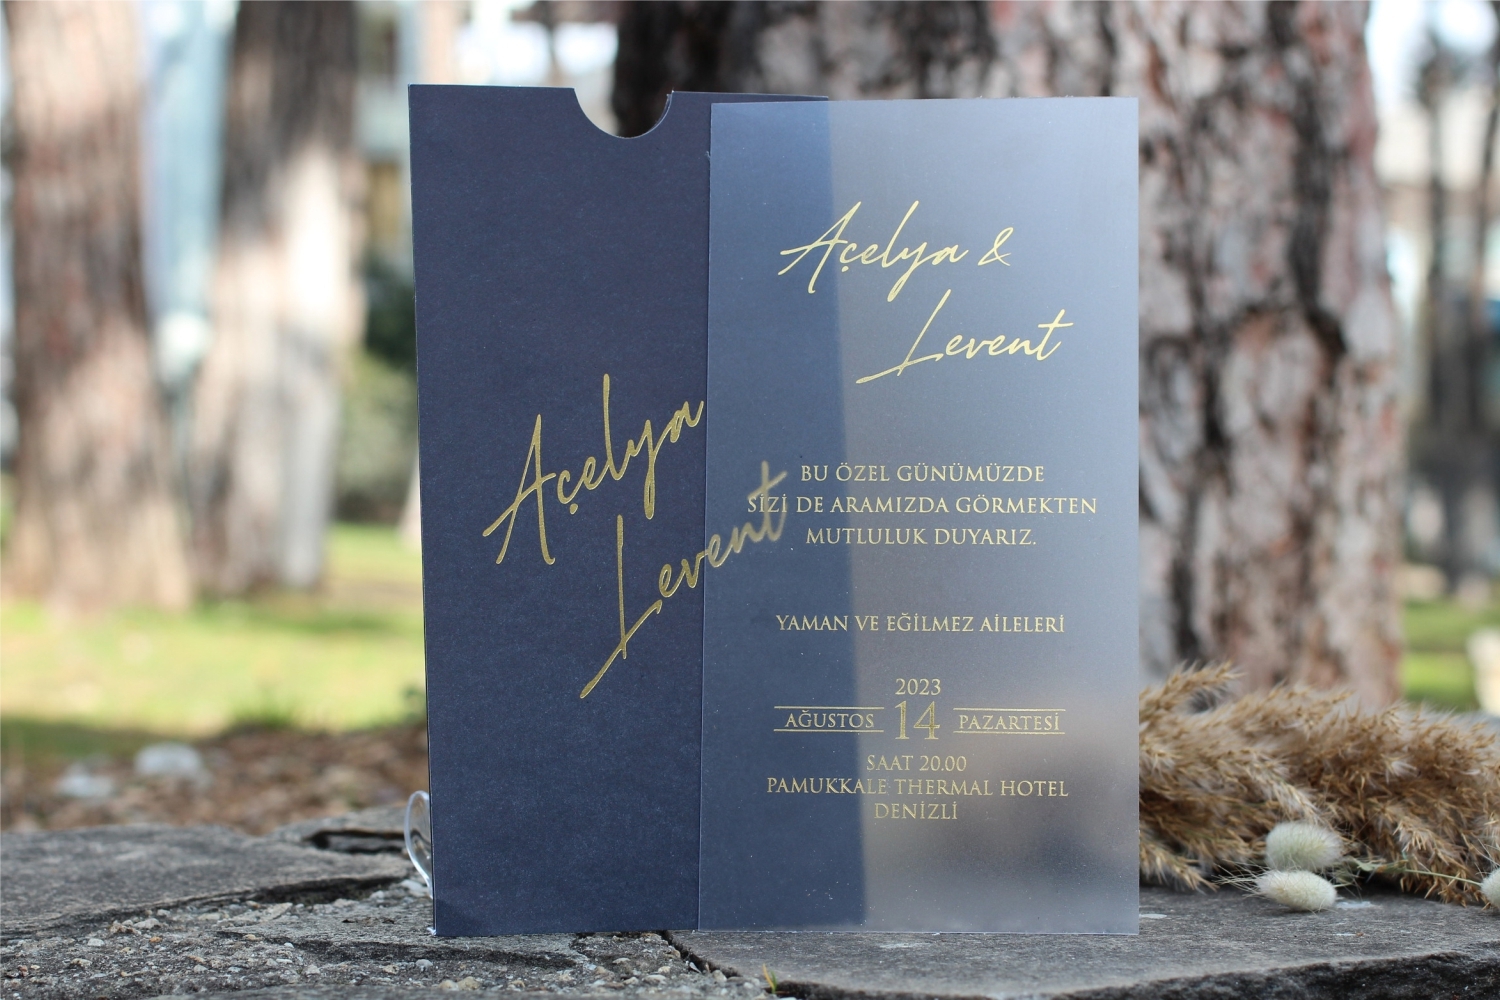 Açelya
Levent
Açelya &
Levent
BU ÖZEL GÜNÜMÜZDE
SİZİ DE ARAMIZDA GÖRMEKTEN
MUTLULUK DUYARIZ.
YAMAN VE EĞİLMEZ AİLELERİ
2023
AĞUSTOS 14 PAZARTESİ
SAAT 20.00
PAMUKKALE THERMAL HOTEL
DENİZLİ